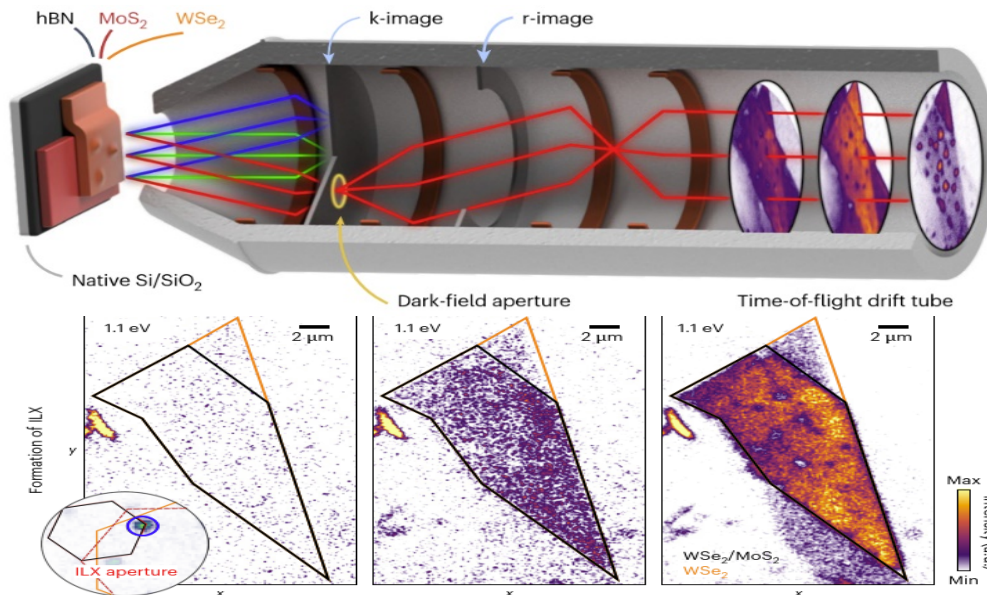 k-image
r-image
hBN MoS₂ WSe₂
Native Si/SiO₂
Dark-field aperture
Time-of-flight drift tube
1.1 eV
2 μm
1.1 eV
2 μm
1.1 eV
2 μm
Formation of ILX
y
ILX aperture
WSe₂/MoS₂
WSe₂
Max
Min
x
x
x